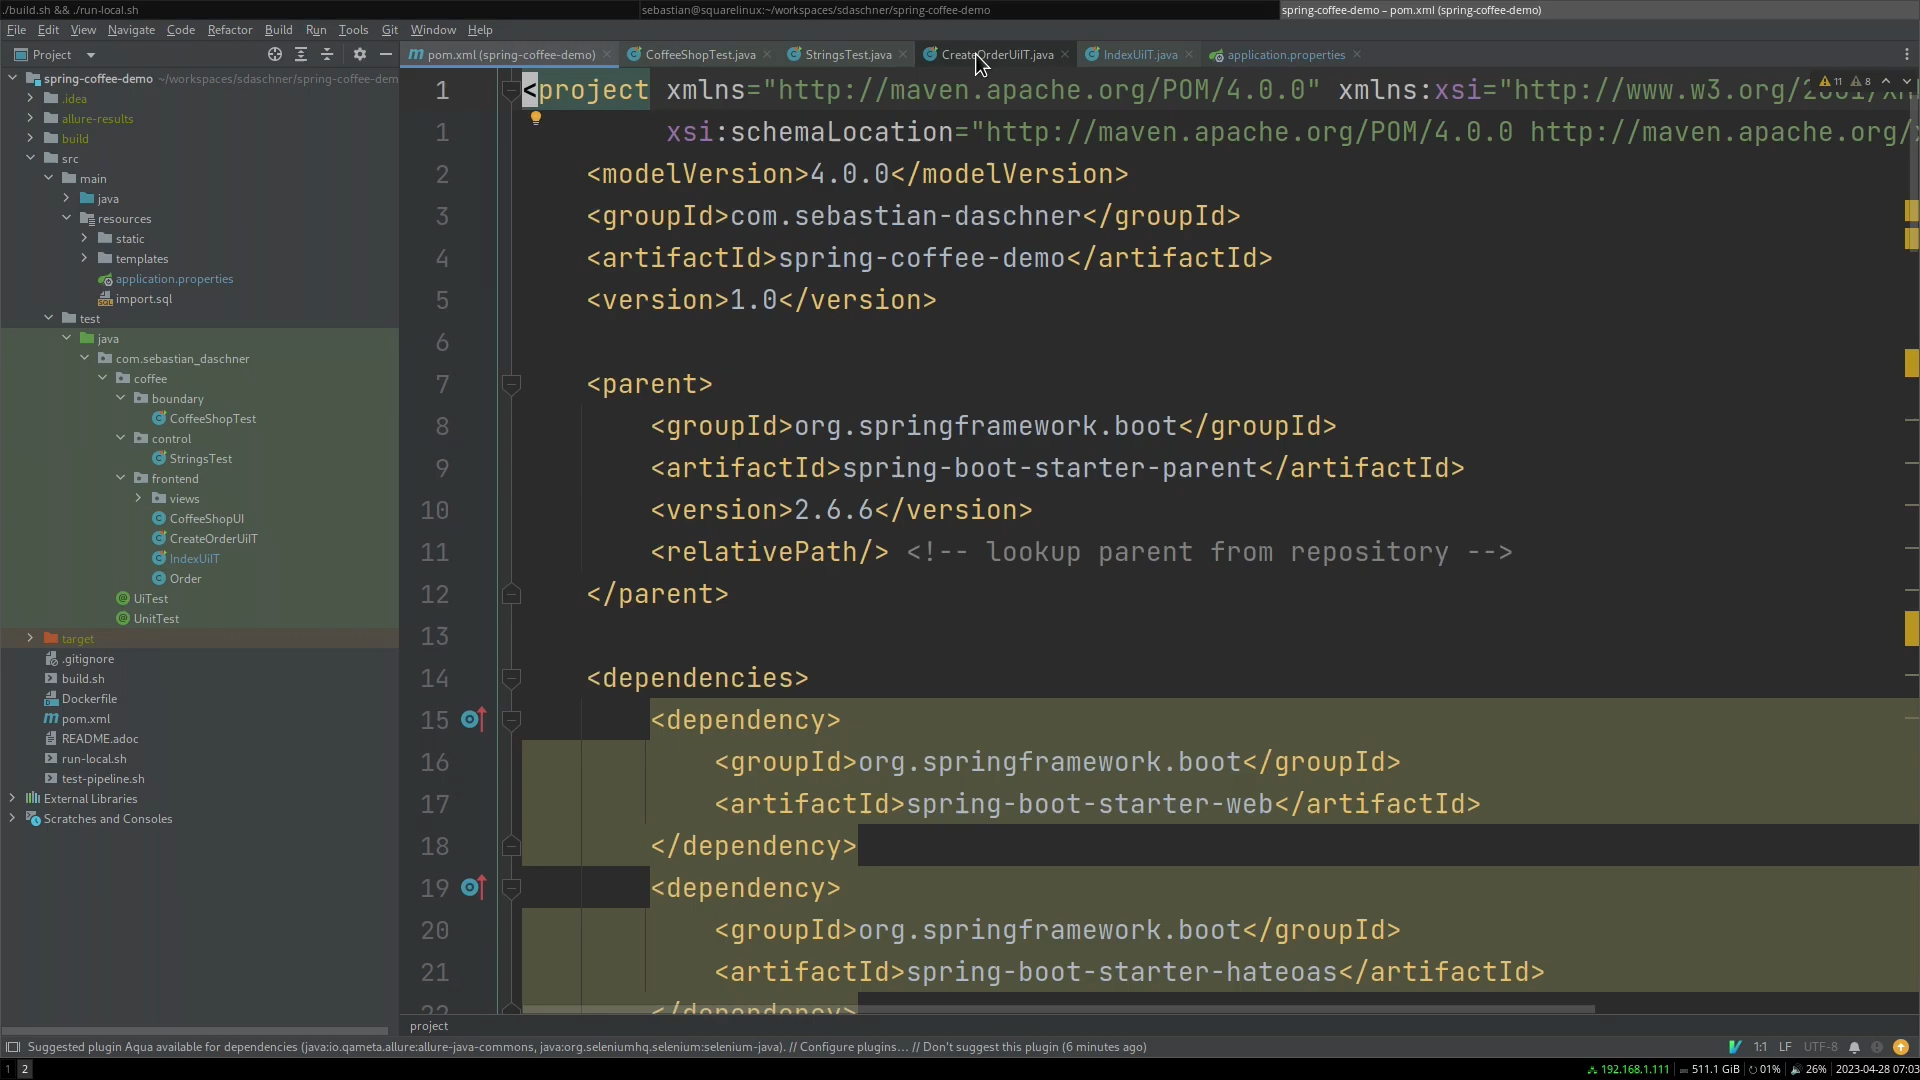 ./build.sh && ./run-local.sh
sebastian@squarelinux:~/workspaces/sdaschner/spring-coffee-demo
spring-coffee-demo – pom.xml (spring-coffee-demo)
File Edit View Navigate Code Refactor Build Run Tools Git Window Help
Project
pom.xml (spring-coffee-demo)
CoffeeShopTest.java
StringsTest.java
CreateOrderUiIT.java
IndexUiIT.java
application.properties
spring-coffee-demo ~/workspaces/sdaschner/spring-coffee-dem
.idea
allure-results
build
src
main
java
resources
static
templates
application.properties
import.sql
test
java
com.sebastian_daschner
coffee
boundary
CoffeeShopTest
control
StringsTest
frontend
views
CoffeeShopUI
CreateOrderUiIT
IndexUiIT
Order
UiTest
UnitTest
target
.gitignore
build.sh
Dockerfile
pom.xml
README.adoc
run-local.sh
test-pipeline.sh
External Libraries
Scratches and Consoles
11 8
1 <project xmlns="http://maven.apache.org/POM/4.0.0" xmlns:xsi="http://www.w3.org/2001/
1 xsi:schemaLocation="http://maven.apache.org/POM/4.0.0 http://maven.apache.org/
2 <modelVersion>4.0.0</modelVersion>
3 <groupId>com.sebastian-daschner</groupId>
4 <artifactId>spring-coffee-demo</artifactId>
5 <version>1.0</version>
6
7 <parent>
8 <groupId>org.springframework.boot</groupId>
9 <artifactId>spring-boot-starter-parent</artifactId>
10 <version>2.6.6</version>
11 <relativePath/> <!-- lookup parent from repository -->
12 </parent>
13
14 <dependencies>
15 <dependency>
16 <groupId>org.springframework.boot</groupId>
17 <artifactId>spring-boot-starter-web</artifactId>
18 </dependency>
19 <dependency>
20 <groupId>org.springframework.boot</groupId>
21 <artifactId>spring-boot-starter-hateoas</artifactId>
22 </dependency>
project
Suggested plugin Aqua available for dependencies (java:io.qameta.allure:allure-java-commons, java:org.seleniumhq.selenium:selenium-java). // Configure plugins... // Don't suggest this plugin (6 minutes ago)
1:1 LF UTF-8
1 2
192.168.1.111 511.1 GiB 01% 26% 2023-04-28 07:03